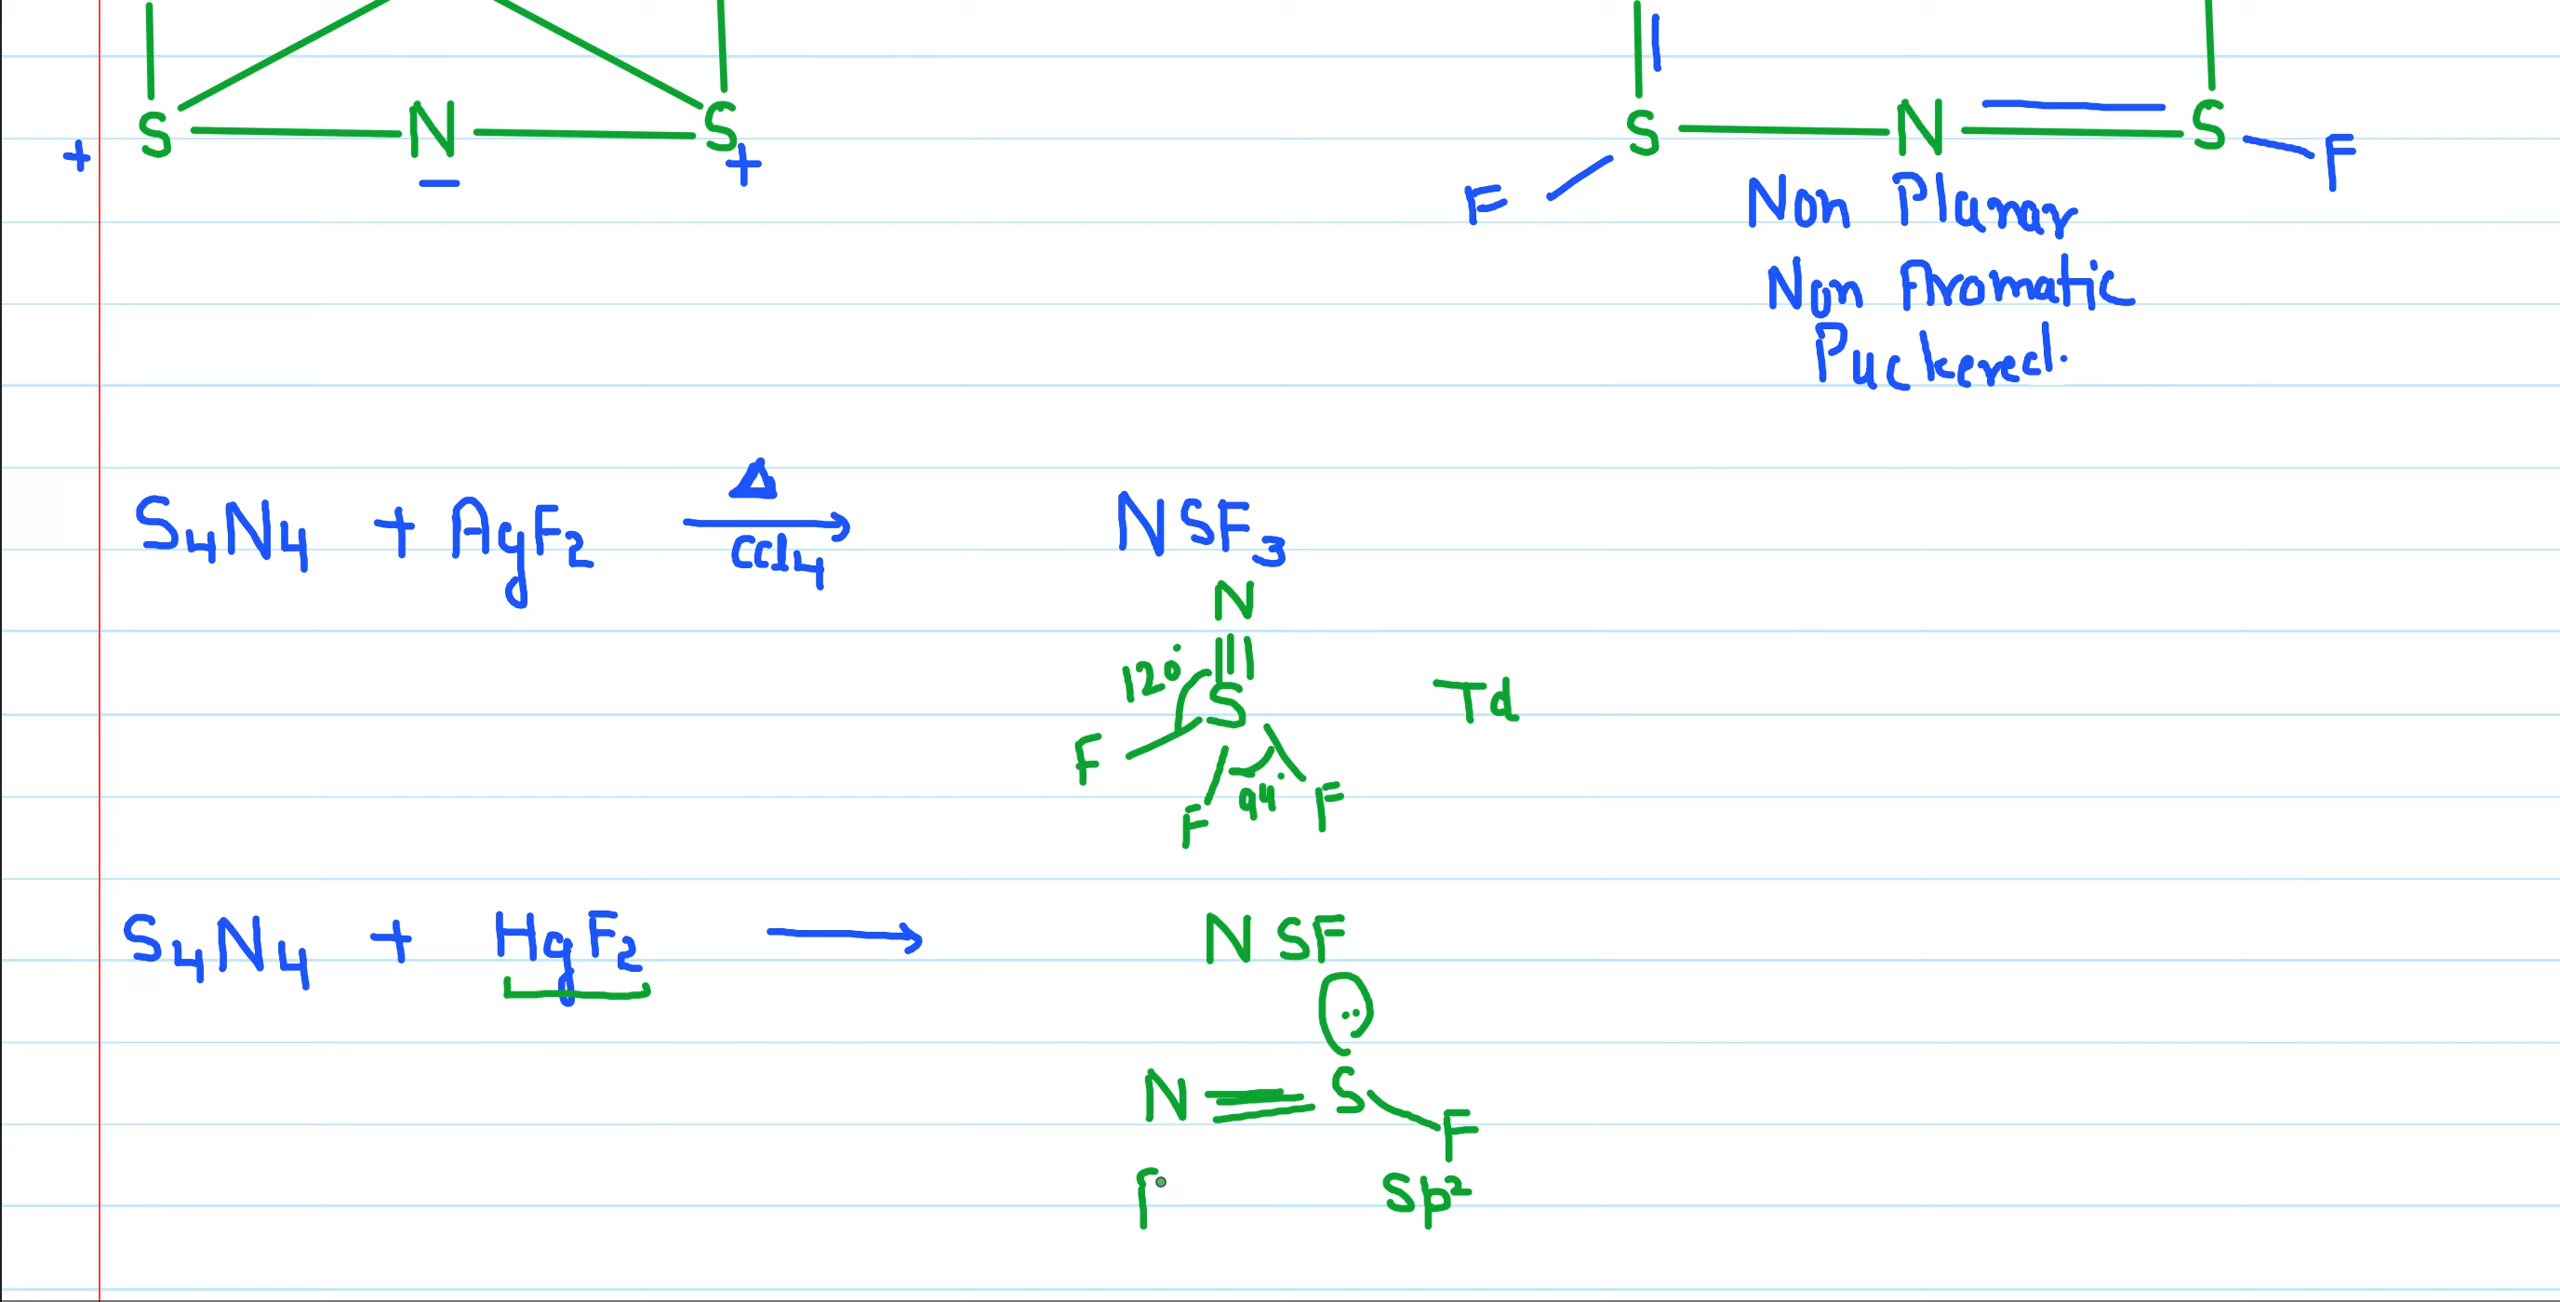 S N S
+ − +
S N S
F F
Non Planar
Non Aromatic
Puckered.
S4N4 + AgF2 Δ CCl4 → NSF3
N
120°
S
Td
F
F 94° F
S4N4 + HgF2 → NSF
N≡S
F
sp²